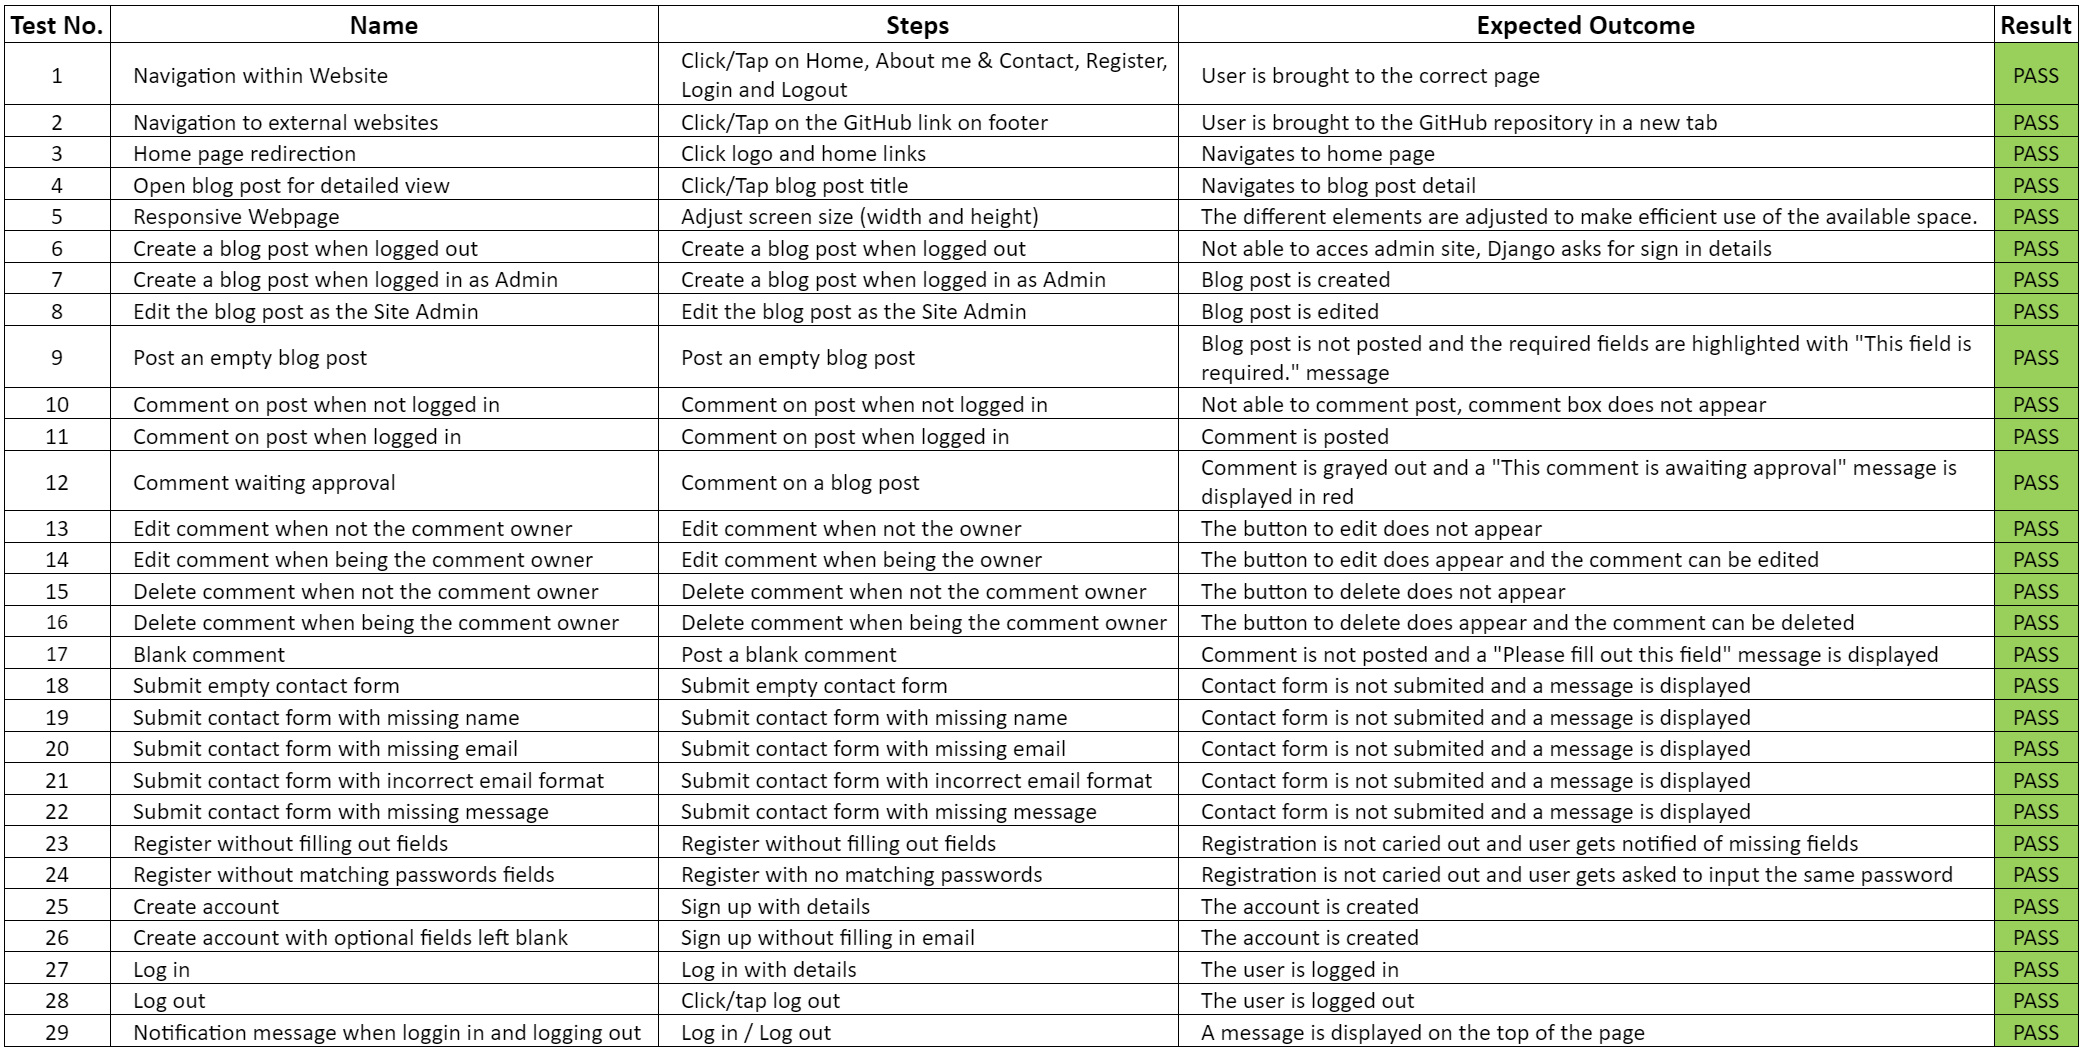 Test No. Name Steps Expected Outcome Result
1 Navigation within Website Click/Tap on Home, About me & Contact, Register, Login and Logout User is brought to the correct page PASS
2 Navigation to external websites Click/Tap on the GitHub link on footer User is brought to the GitHub repository in a new tab PASS
3 Home page redirection Click logo and home links Navigates to home page PASS
4 Open blog post for detailed view Click/Tap blog post title Navigates to blog post detail PASS
5 Responsive Webpage Adjust screen size (width and height) The different elements are adjusted to make efficient use of the available space. PASS
6 Create a blog post when logged out Create a blog post when logged out Not able to acces admin site, Django asks for sign in details PASS
7 Create a blog post when logged in as Admin Create a blog post when logged in as Admin Blog post is created PASS
8 Edit the blog post as the Site Admin Edit the blog post as the Site Admin Blog post is edited PASS
9 Post an empty blog post Post an empty blog post Blog post is not posted and the required fields are highlighted with "This field is required." message PASS
10 Comment on post when not logged in Comment on post when not logged in Not able to comment post, comment box does not appear PASS
11 Comment on post when logged in Comment on post when logged in Comment is posted PASS
12 Comment waiting approval Comment on a blog post Comment is grayed out and a "This comment is awaiting approval" message is displayed in red PASS
13 Edit comment when not the comment owner Edit comment when not the owner The button to edit does not appear PASS
14 Edit comment when being the comment owner Edit comment when being the owner The button to edit does appear and the comment can be edited PASS
15 Delete comment when not the comment owner Delete comment when not the comment owner The button to delete does not appear PASS
16 Delete comment when being the comment owner Delete comment when being the comment owner The button to delete does appear and the comment can be deleted PASS
17 Blank comment Post a blank comment Comment is not posted and a "Please fill out this field" message is displayed PASS
18 Submit empty contact form Submit empty contact form Contact form is not submited and a message is displayed PASS
19 Submit contact form with missing name Submit contact form with missing name Contact form is not submited and a message is displayed PASS
20 Submit contact form with missing email Submit contact form with missing email Contact form is not submited and a message is displayed PASS
21 Submit contact form with incorrect email format Submit contact form with incorrect email format Contact form is not submited and a message is displayed PASS
22 Submit contact form with missing message Submit contact form with missing message Contact form is not submited and a message is displayed PASS
23 Register without filling out fields Register without filling out fields Registration is not caried out and user gets notified of missing fields PASS
24 Register without matching passwords fields Register with no matching passwords Registration is not caried out and user gets asked to input the same password PASS
25 Create account Sign up with details The account is created PASS
26 Create account with optional fields left blank Sign up without filling in email The account is created PASS
27 Log in Log in with details The user is logged in PASS
28 Log out Click/tap log out The user is logged out PASS
29 Notification message when loggin in and logging out Log in / Log out A message is displayed on the top of the page PASS